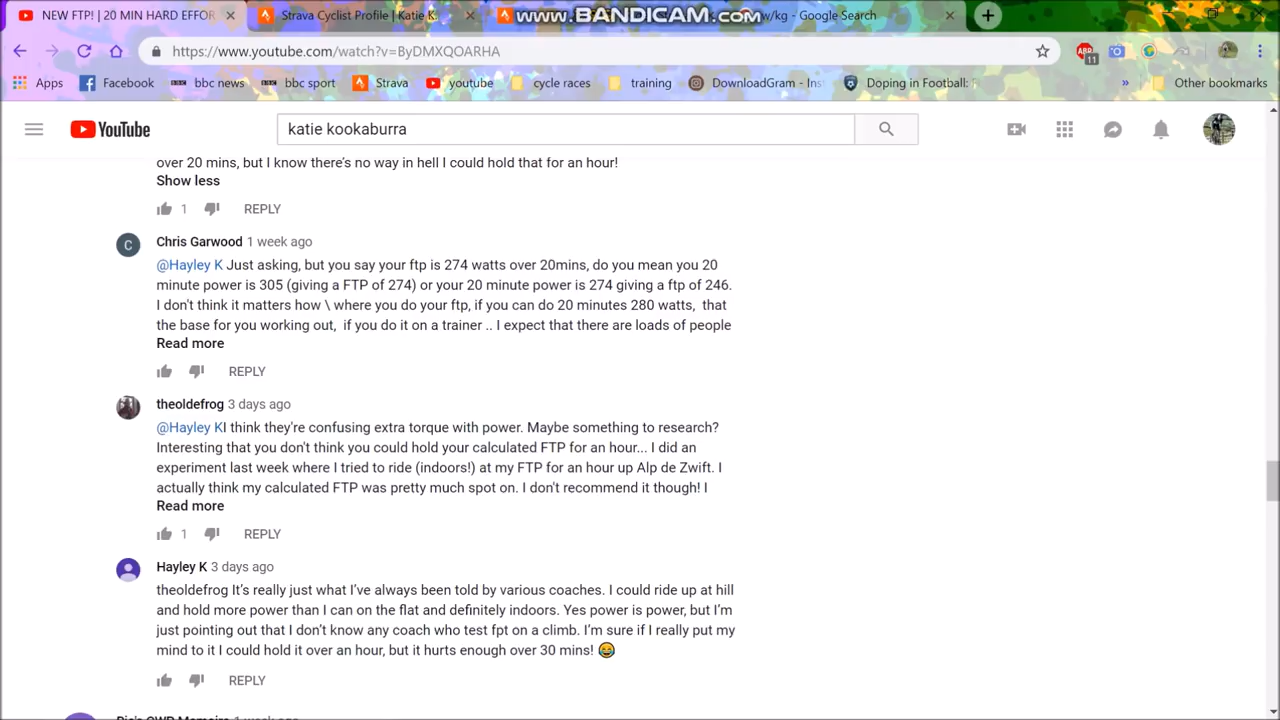 NEW FTP! | 20 MIN HARD EFFOR
Strava Cyclist Profile | Katie K.
www.BANDICAM.com
w/kg - Google Search
https://www.youtube.com/watch?v=ByDMXQOARHA
ABP
11
Apps
Facebook
bbc news
bbc sport
Strava
youtube
cycle races
training
DownloadGram - Ins
Doping in Football:
»
Other bookmarks
YouTube
katie kookaburra
over 20 mins, but I know there's no way in hell I could hold that for an hour!
Show less
1
REPLY
C
Chris Garwood 1 week ago
@Hayley K Just asking, but you say your ftp is 274 watts over 20mins, do you mean you 20
minute power is 305 (giving a FTP of 274) or your 20 minute power is 274 giving a ftp of 246.
I don't think it matters how \ where you do your ftp, if you can do 20 minutes 280 watts, that
the base for you working out, if you do it on a trainer .. I expect that there are loads of people
Read more
REPLY
theoldefrog 3 days ago
@Hayley KI think they're confusing extra torque with power. Maybe something to research?
Interesting that you don't think you could hold your calculated FTP for an hour... I did an
experiment last week where I tried to ride (indoors!) at my FTP for an hour up Alp de Zwift. I
actually think my calculated FTP was pretty much spot on. I don't recommend it though! I
Read more
1
REPLY
Hayley K 3 days ago
theoldefrog It's really just what I've always been told by various coaches. I could ride up at hill
and hold more power than I can on the flat and definitely indoors. Yes power is power, but I'm
just pointing out that I don't know any coach who test fpt on a climb. I'm sure if I really put my
mind to it I could hold it over an hour, but it hurts enough over 30 mins! 😂
REPLY
1 week ago